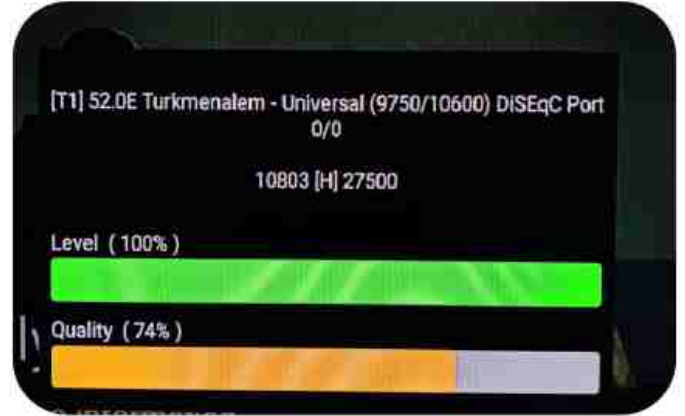 [T1] 52.0E Turkmenalem - Universal (9750/10600) DiSEqC Port
0/0
10803 [H] 27500
Level ( 100% )
Quality ( 74% )